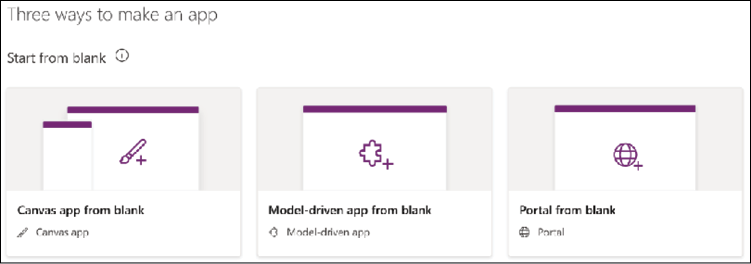 Three ways to make an app
Start from blank
Canvas app from blank
Canvas app
Model-driven app from blank
Model-driven app
Portal from blank
Portal